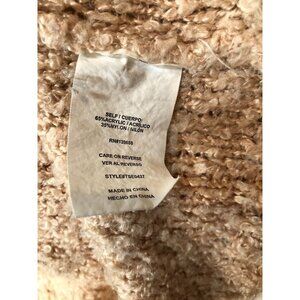 SELF / CUERPO
65%ACRYLIC / ACRILICO
35%NYLON / NILON
CARE ON REVERSE
VER AL REVERSO
MADE IN CHINA
HECHO EN CHINA